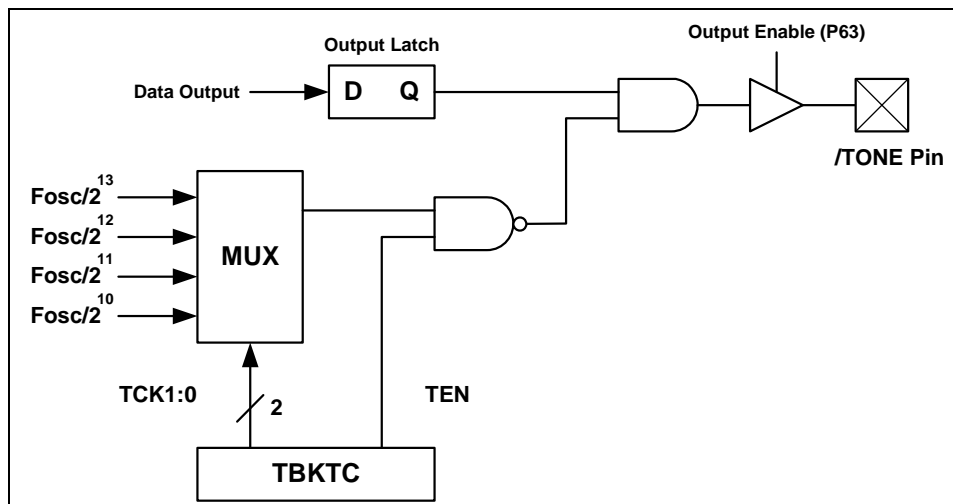 Output Enable (P63)
Output Latch
Data Output
D Q
/TONE Pin
Fosc/2^13
Fosc/2^12
Fosc/2^11
Fosc/2^10
MUX
TCK1:0
2
TEN
TBKTC